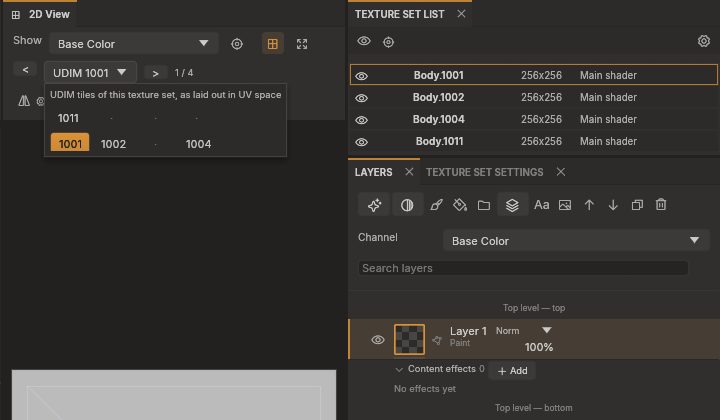 2D View
Show
Base Color
<
UDIM 1001
>
1 / 4
UDIM tiles of this texture set, as laid out in UV space
1011 · · ·
1001 1002 · 1004
TEXTURE SET LIST
Body.1001 256x256 Main shader
Body.1002 256x256 Main shader
Body.1004 256x256 Main shader
Body.1011 256x256 Main shader
LAYERS
TEXTURE SET SETTINGS
Aa
Channel
Base Color
Search layers
Top level — top
Layer 1 Norm
Paint
100%
Content effects 0
+ Add
No effects yet
Top level — bottom